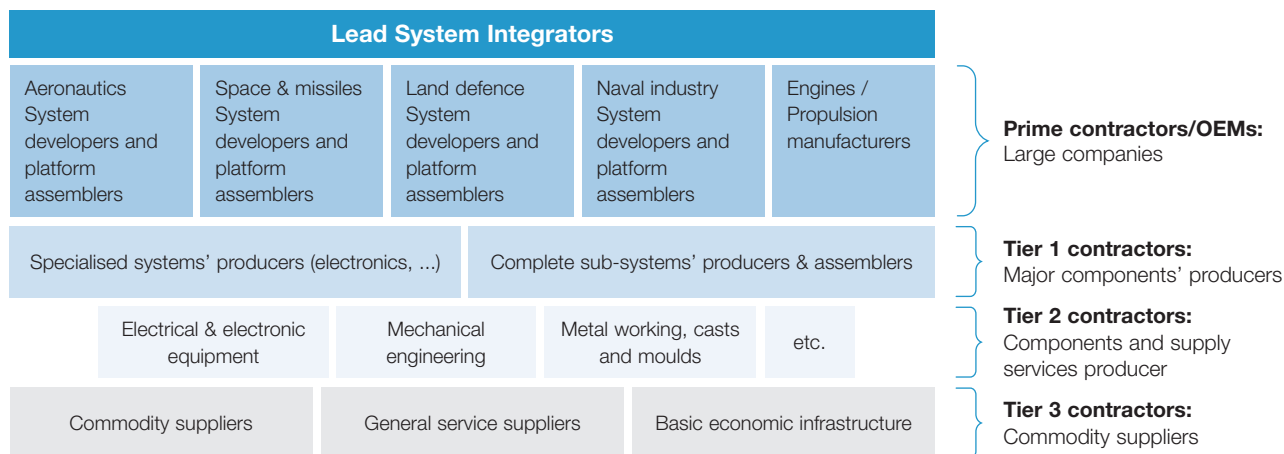 Lead System Integrators
Aeronautics
System
developers and
platform
assemblers
Space & missiles
System
developers and
platform
assemblers
Land defence
System
developers and
platform
assemblers
Naval industry
System
developers and
platform
assemblers
Engines /
Propulsion
manufacturers
Prime contractors/OEMs:
Large companies
Specialised systems’ producers (electronics, ...)
Complete sub-systems’ producers & assemblers
Tier 1 contractors:
Major components’ producers
Electrical & electronic
equipment
Mechanical
engineering
Metal working, casts
and moulds
etc.
Tier 2 contractors:
Components and supply
services producer
Commodity suppliers
General service suppliers
Basic economic infrastructure
Tier 3 contractors:
Commodity suppliers